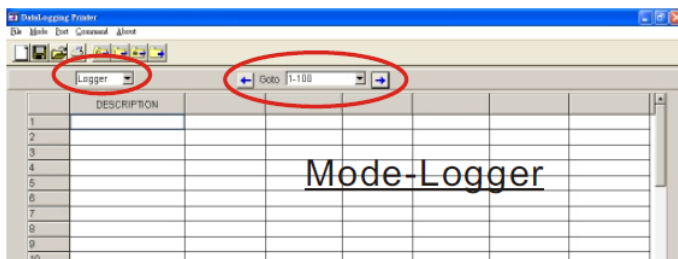 DataLogging Printer
File Mode Port Command About
Logger Goto 1-100
DESCRIPTION
1
2
3
4
5
6
7
8
9
10
Mode-Logger